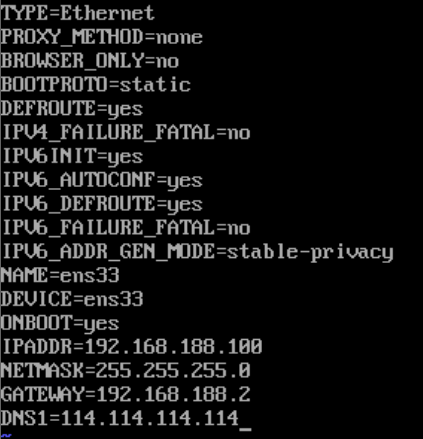 TYPE=Ethernet
PROXY_METHOD=none
BROWSER_ONLY=no
BOOTPROTO=static
DEFROUTE=yes
IPV4_FAILURE_FATAL=no
IPV6INIT=yes
IPV6_AUTOCONF=yes
IPV6_DEFROUTE=yes
IPV6_FAILURE_FATAL=no
IPV6_ADDR_GEN_MODE=stable-privacy
NAME=ens33
DEVICE=ens33
ONBOOT=yes
IPADDR=192.168.188.100
NETMASK=255.255.255.0
GATEWAY=192.168.188.2
DNS1=114.114.114.114_
~